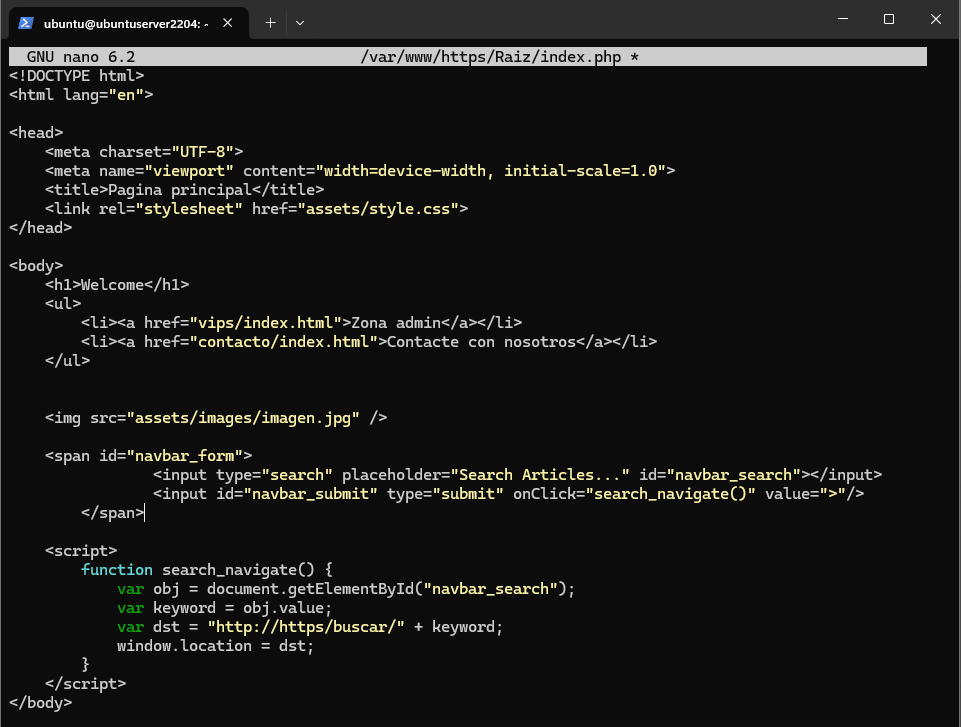 ubuntu@ubuntuserver2204: ~
GNU nano 6.2 /var/www/https/Raiz/index.php *
<!DOCTYPE html>
<html lang="en">
<head>
    <meta charset="UTF-8">
    <meta name="viewport" content="width=device-width, initial-scale=1.0">
    <title>Pagina principal</title>
    <link rel="stylesheet" href="assets/style.css">
</head>
<body>
    <h1>Welcome</h1>
    <ul>
        <li><a href="vips/index.html">Zona admin</a></li>
        <li><a href="contacto/index.html">Contacte con nosotros</a></li>
    </ul>
    <img src="assets/images/imagen.jpg" />
    <span id="navbar_form">
                <input type="search" placeholder="Search Articles..." id="navbar_search"></input>
                <input id="navbar_submit" type="submit" onClick="search_navigate()" value=">"/>
        </span>
    <script>
        function search_navigate() {
            var obj = document.getElementById("navbar_search");
            var keyword = obj.value;
            var dst = "http://https/buscar/" + keyword;
            window.location = dst;
        }
    </script>
</body>